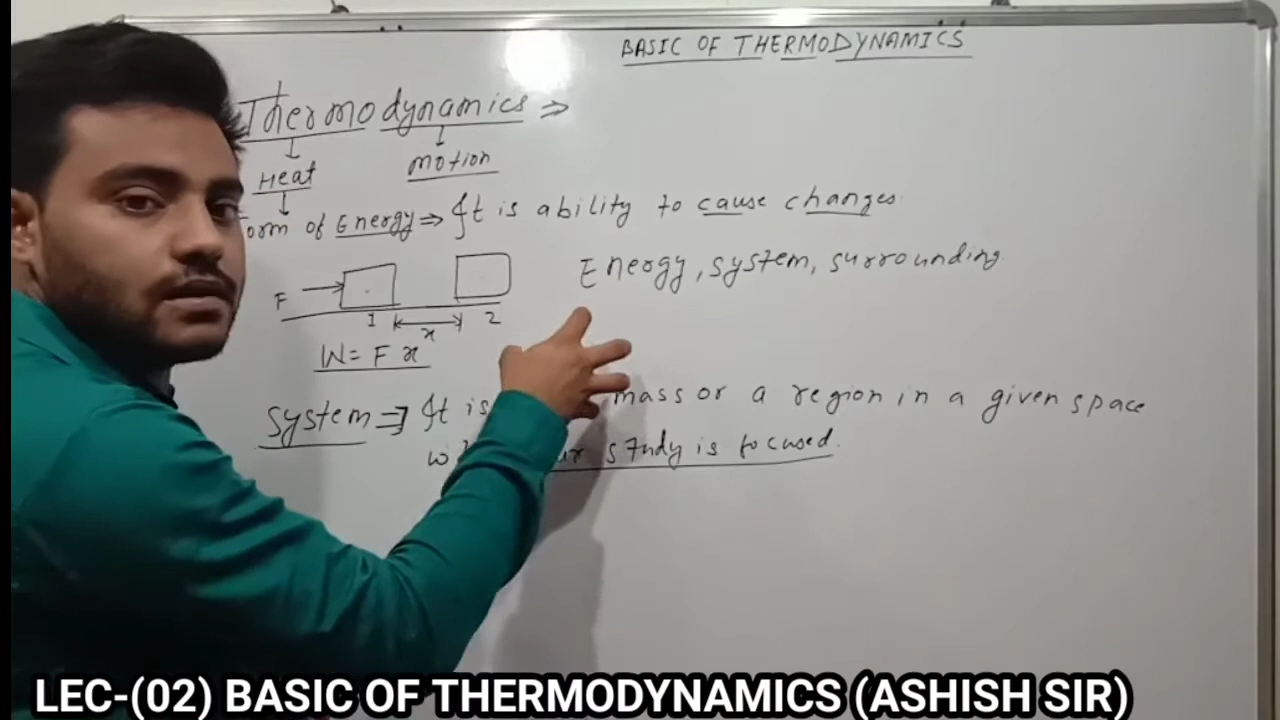 BASIC OF THERMODYNAMICS
Thermodynamics ⇒
Heat
Motion
form of Energy ⇒ It is ability to cause changes.
Energy, system, surrounding
F
1 x 2
W = F x
System ⇒ It is mass or a region in a given space
study is focused.
LEC-(02) BASIC OF THERMODYNAMICS (ASHISH SIR)